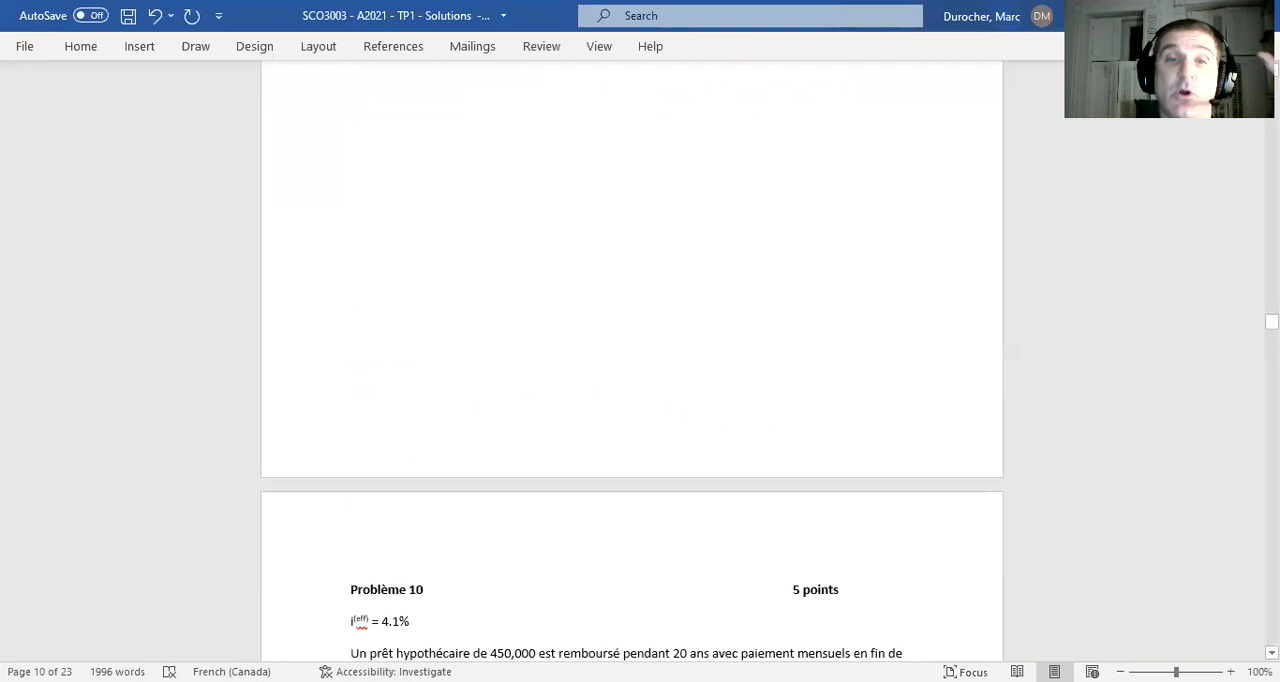 AutoSave Off SCO3003 - A2021 - TP1 - Solutions -... Search Durocher, Marc DM
File Home Insert Draw Design Layout References Mailings Review View Help
Problème 10 5 points
i(eff) = 4.1%
Un prêt hypothécaire de 450,000 est remboursé pendant 20 ans avec paiement mensuels en fin de
Page 10 of 23 1996 words French (Canada) Accessibility: Investigate Focus 100%